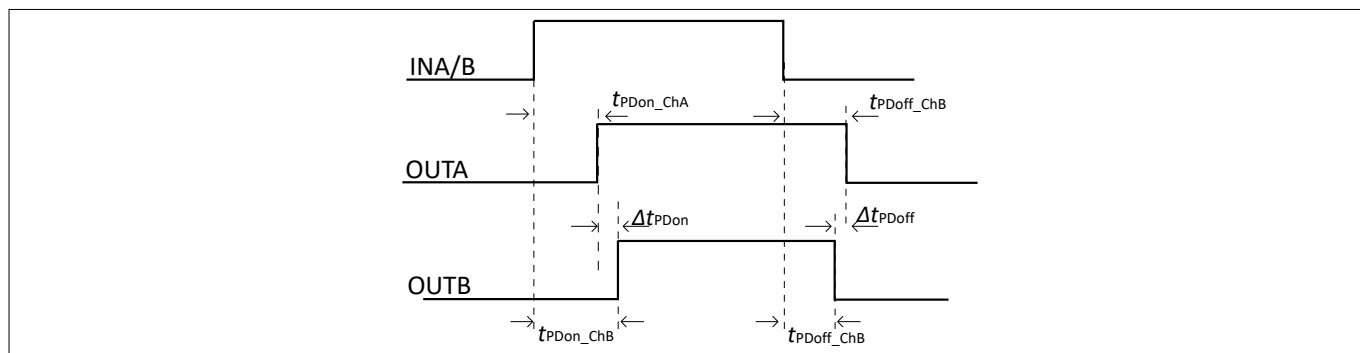 INA/B
tPDon_ChA
tPDoff_ChB
OUTA
ΔtPDon
ΔtPDoff
OUTB
tPDon_ChB
tPDoff_ChB